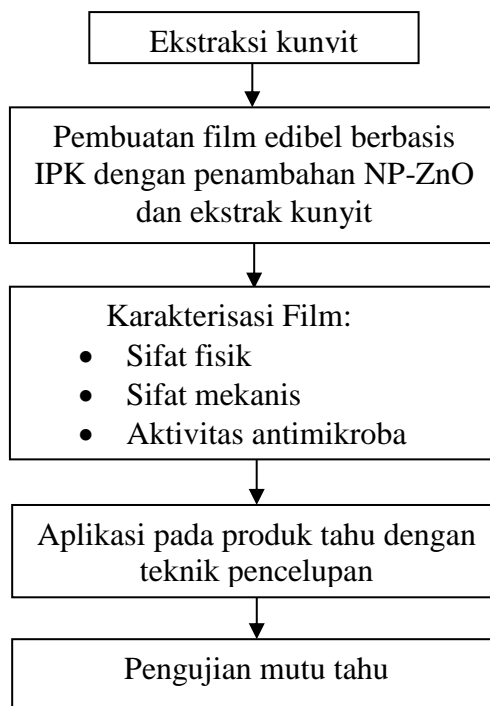 Ekstraksi kunvit
Pembuatan film edibel berbasis
IPK dengan penambahan NP-ZnO
dan ekstrak kunyit
Karakterisasi Film:
• Sifat fisik
• Sifat mekanis
• Aktivitas antimikroba
Aplikasi pada produk tahu dengan
teknik pencelupan
Pengujian mutu tahu